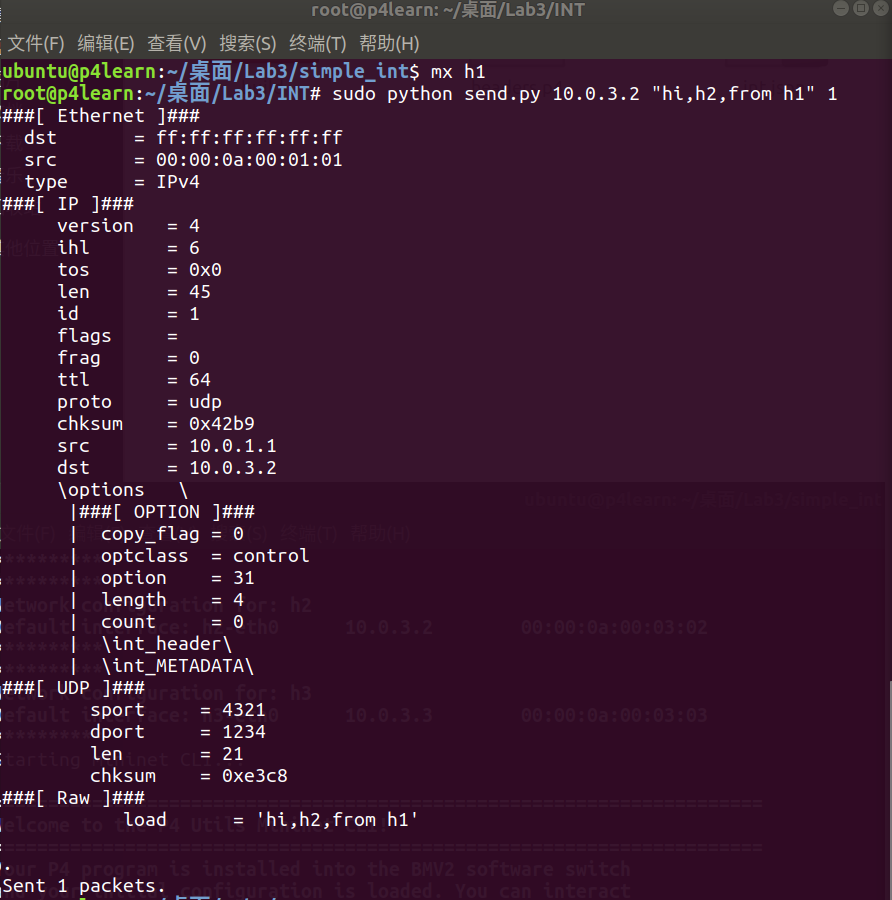 root@p4learn: ~/桌面/Lab3/INT
文件(F) 编辑(E) 查看(V) 搜索(S) 终端(T) 帮助(H)
ubuntu@p4learn:~/桌面/Lab3/simple_int$ mx h1
root@p4learn:~/桌面/Lab3/INT# sudo python send.py 10.0.3.2 "hi,h2,from h1" 1
###[ Ethernet ]###
dst = ff:ff:ff:ff:ff:ff
src = 00:00:0a:00:01:01
type = IPv4
###[ IP ]###
version = 4
ihl = 6
tos = 0x0
len = 45
id = 1
flags =
frag = 0
ttl = 64
proto = udp
chksum = 0x42b9
src = 10.0.1.1
dst = 10.0.3.2
\options \
|###[ OPTION ]###
| copy_flag = 0
| optclass = control
| option = 31
| length = 4
| count = 0
| \int_header\
| \int_METADATA\
###[ UDP ]###
sport = 4321
dport = 1234
len = 21
chksum = 0xe3c8
###[ Raw ]###
load = 'hi,h2,from h1'
.
Sent 1 packets.